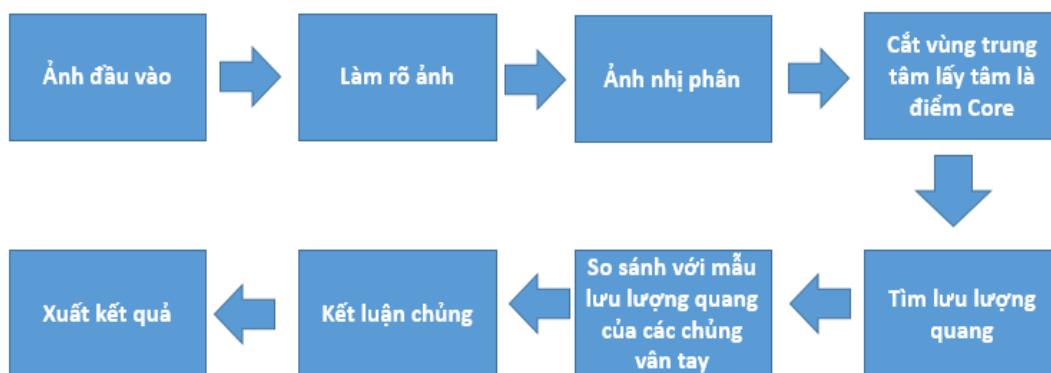 Ảnh đầu vào
Làm rõ ảnh
Ảnh nhị phân
Cắt vùng trung
tâm lấy tâm là
điểm Core
Tìm lưu lượng
quang
So sánh với mẫu
lưu lượng quang
của các chủng
vân tay
Kết luận chủng
Xuất kết quả